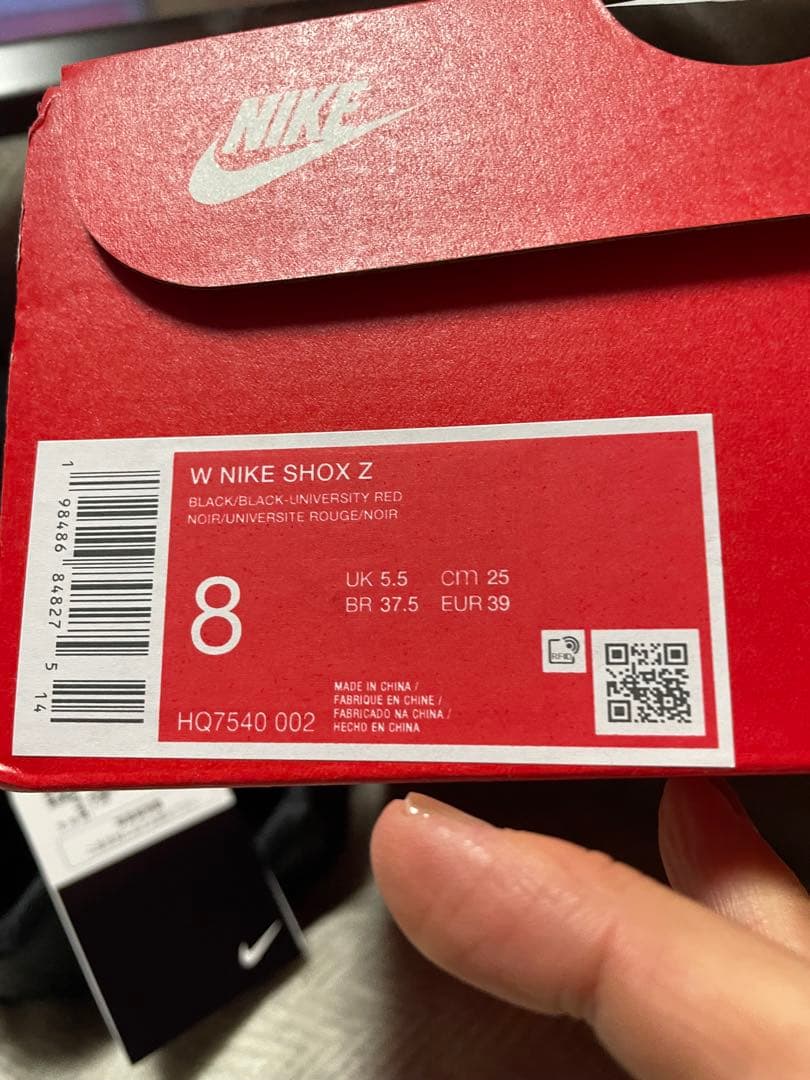 NIKE
W NIKE SHOX Z
BLACK/BLACK-UNIVERSITY RED
NOIR/UNIVERSITE ROUGE/NOIR
8
UK 5.5 cm 25
BR 37.5 EUR 39
RFID
HQ7540 002
MADE IN CHINA /
FABRIQUE EN CHINE /
FABRICADO NA CHINA /
HECHO EN CHINA
1 98486 84827 5 14